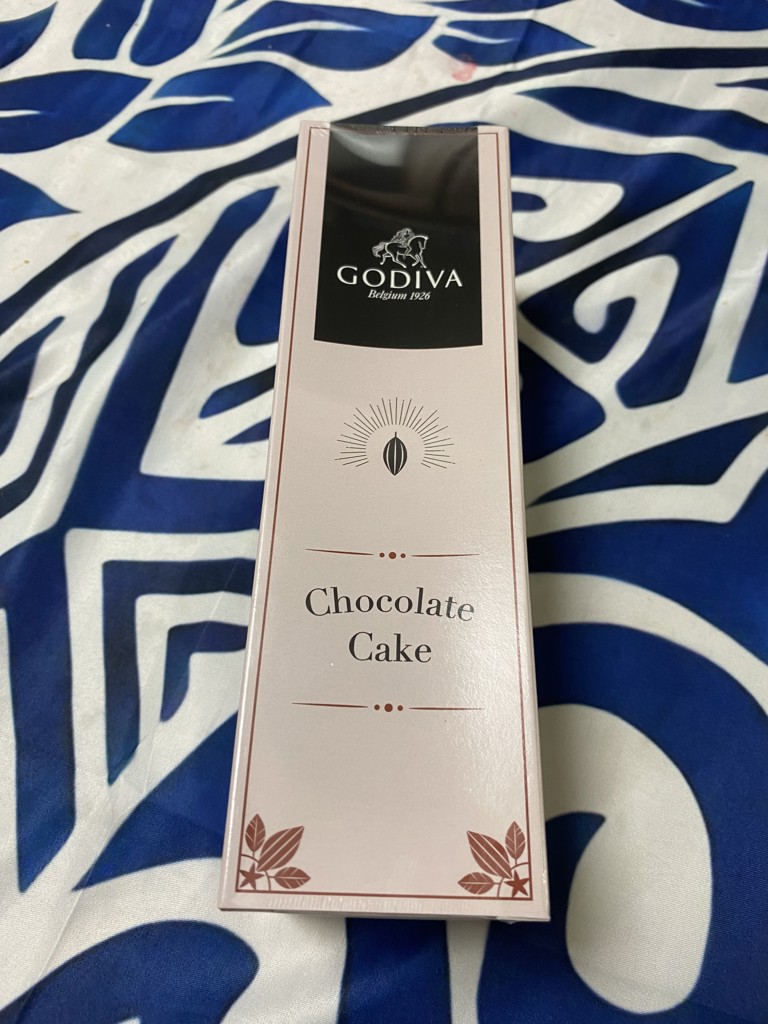 GODIVA
Belgium 1926
Chocolate
Cake